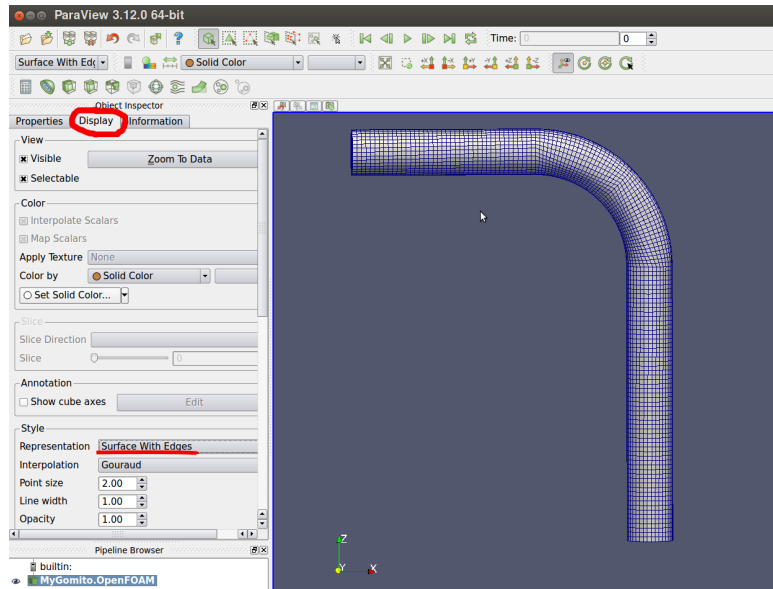 ParaView 3.12.0 64-bit
Time: 0 0
Surface With Edg Solid Color
Object Inspector
Properties Display Information
View
Visible Zoom To Data
Selectable
Color
Interpolate Scalars
Map Scalars
Apply Texture None
Color by Solid Color
Set Solid Color...
Slice
Slice Direction
Slice 0
Annotation
Show cube axes Edit
Style
Representation Surface With Edges
Interpolation Gouraud
Point size 2.00
Line width 1.00
Opacity 1.00
Pipeline Browser
builtin:
MyGomito.OpenFOAM
Z
Y X